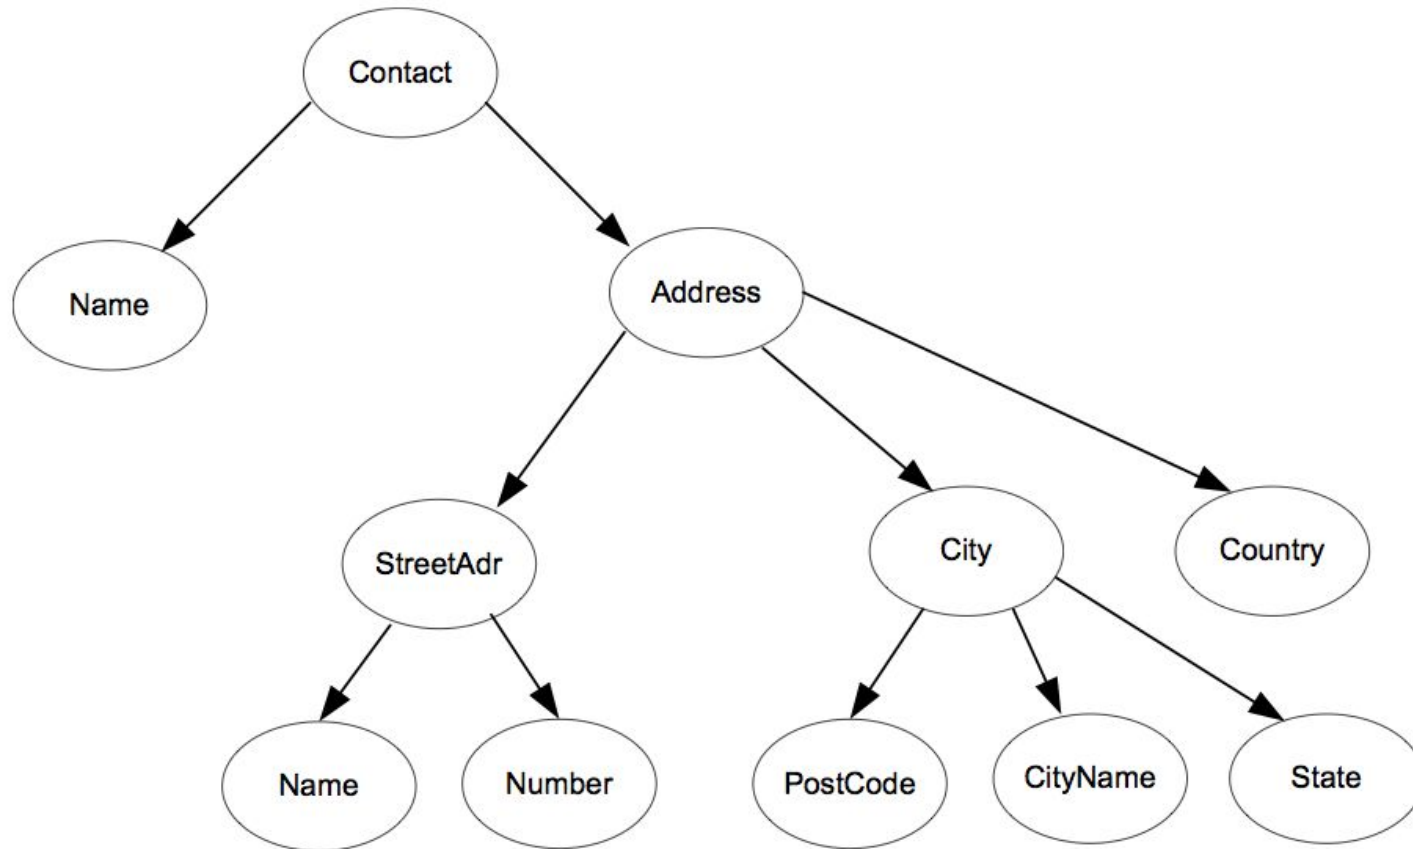 Contact
Name
Address
StreetAdr
City
Country
Name
Number
PostCode
CityName
State